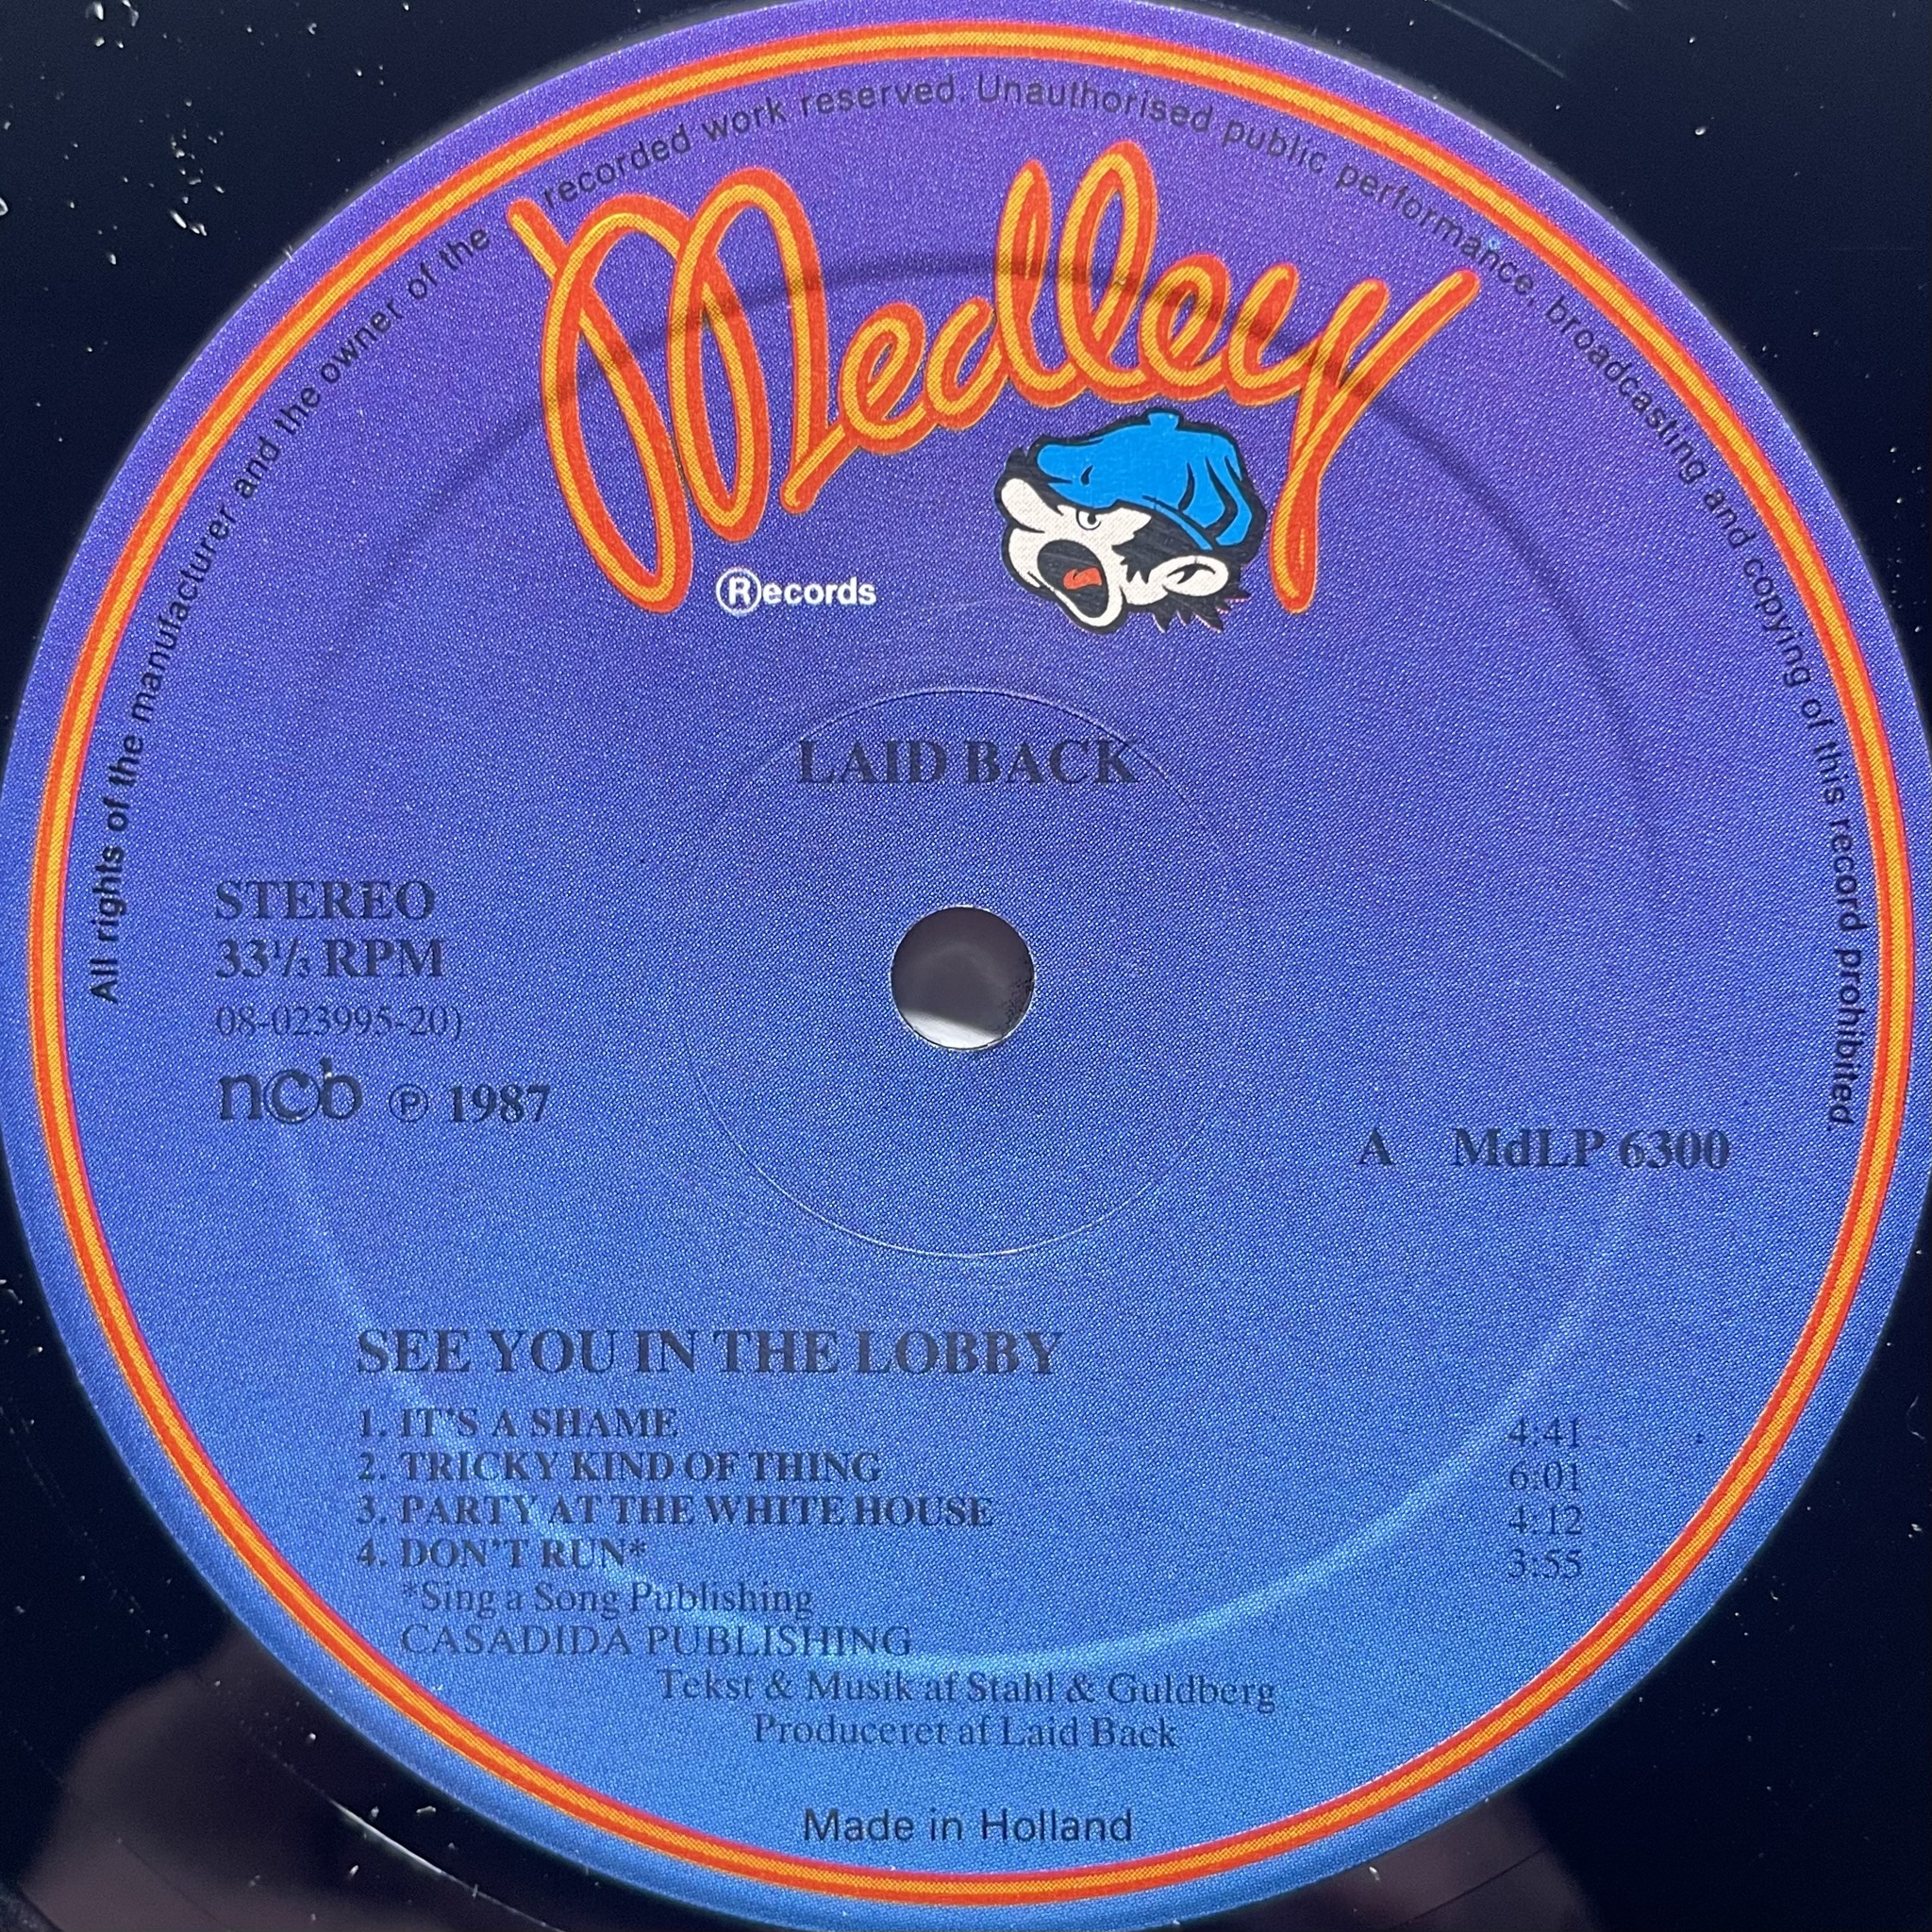 All rights of the manufacturer and the owner of the recorded work reserved. Unauthorised public performance, broadcasting and copying of this record prohibited.
Medley
Records
LAID BACK
STEREO
33⅓ RPM
08-023995-20)
ncb ℗ 1987
A MdLP 6300
SEE YOU IN THE LOBBY
1. IT'S A SHAME 4:41
2. TRICKY KIND OF THING 6:01
3. PARTY AT THE WHITE HOUSE 4:12
4. DON'T RUN* 3:55
*Sing a Song Publishing
CASADIDA PUBLISHING
Tekst & Musik af Stahl & Guldberg
Produceret af Laid Back
Made in Holland